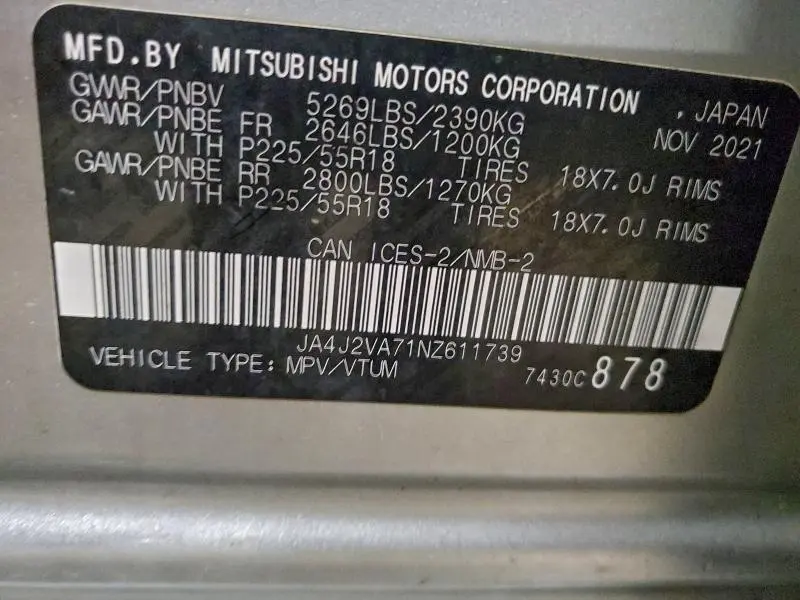 MFD.BY MITSUBISHI MOTORS CORPORATION , JAPAN
GVWR/PNBV 5269LBS/2390KG NOV 2021
GAWR/PNBE FR 2646LBS/1200KG
WITH P225/55R18 TIRES 18X7.0J RIMS
GAWR/PNBE RR 2800LBS/1270KG
WITH P225/55R18 TIRES 18X7.0J RIMS
CAN ICES-2/NMB-2
JA4J2VA71NZ611739
VEHICLE TYPE: MPV/VTUM 7430C 878